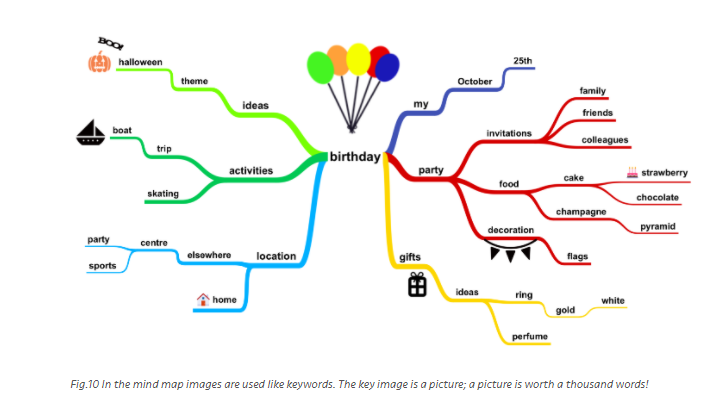 BOO!
halloween
theme
ideas
boat
trip
skating
activities
party
sports
centre
elsewhere
home
location
birthday
my
October
25th
party
invitations
family
friends
colleagues
food
cake
strawberry
chocolate
champagne
pyramid
decoration
flags
gifts
ideas
ring
gold
white
perfume
Fig.10 In the mind map images are used like keywords. The key image is a picture; a picture is worth a thousand words!